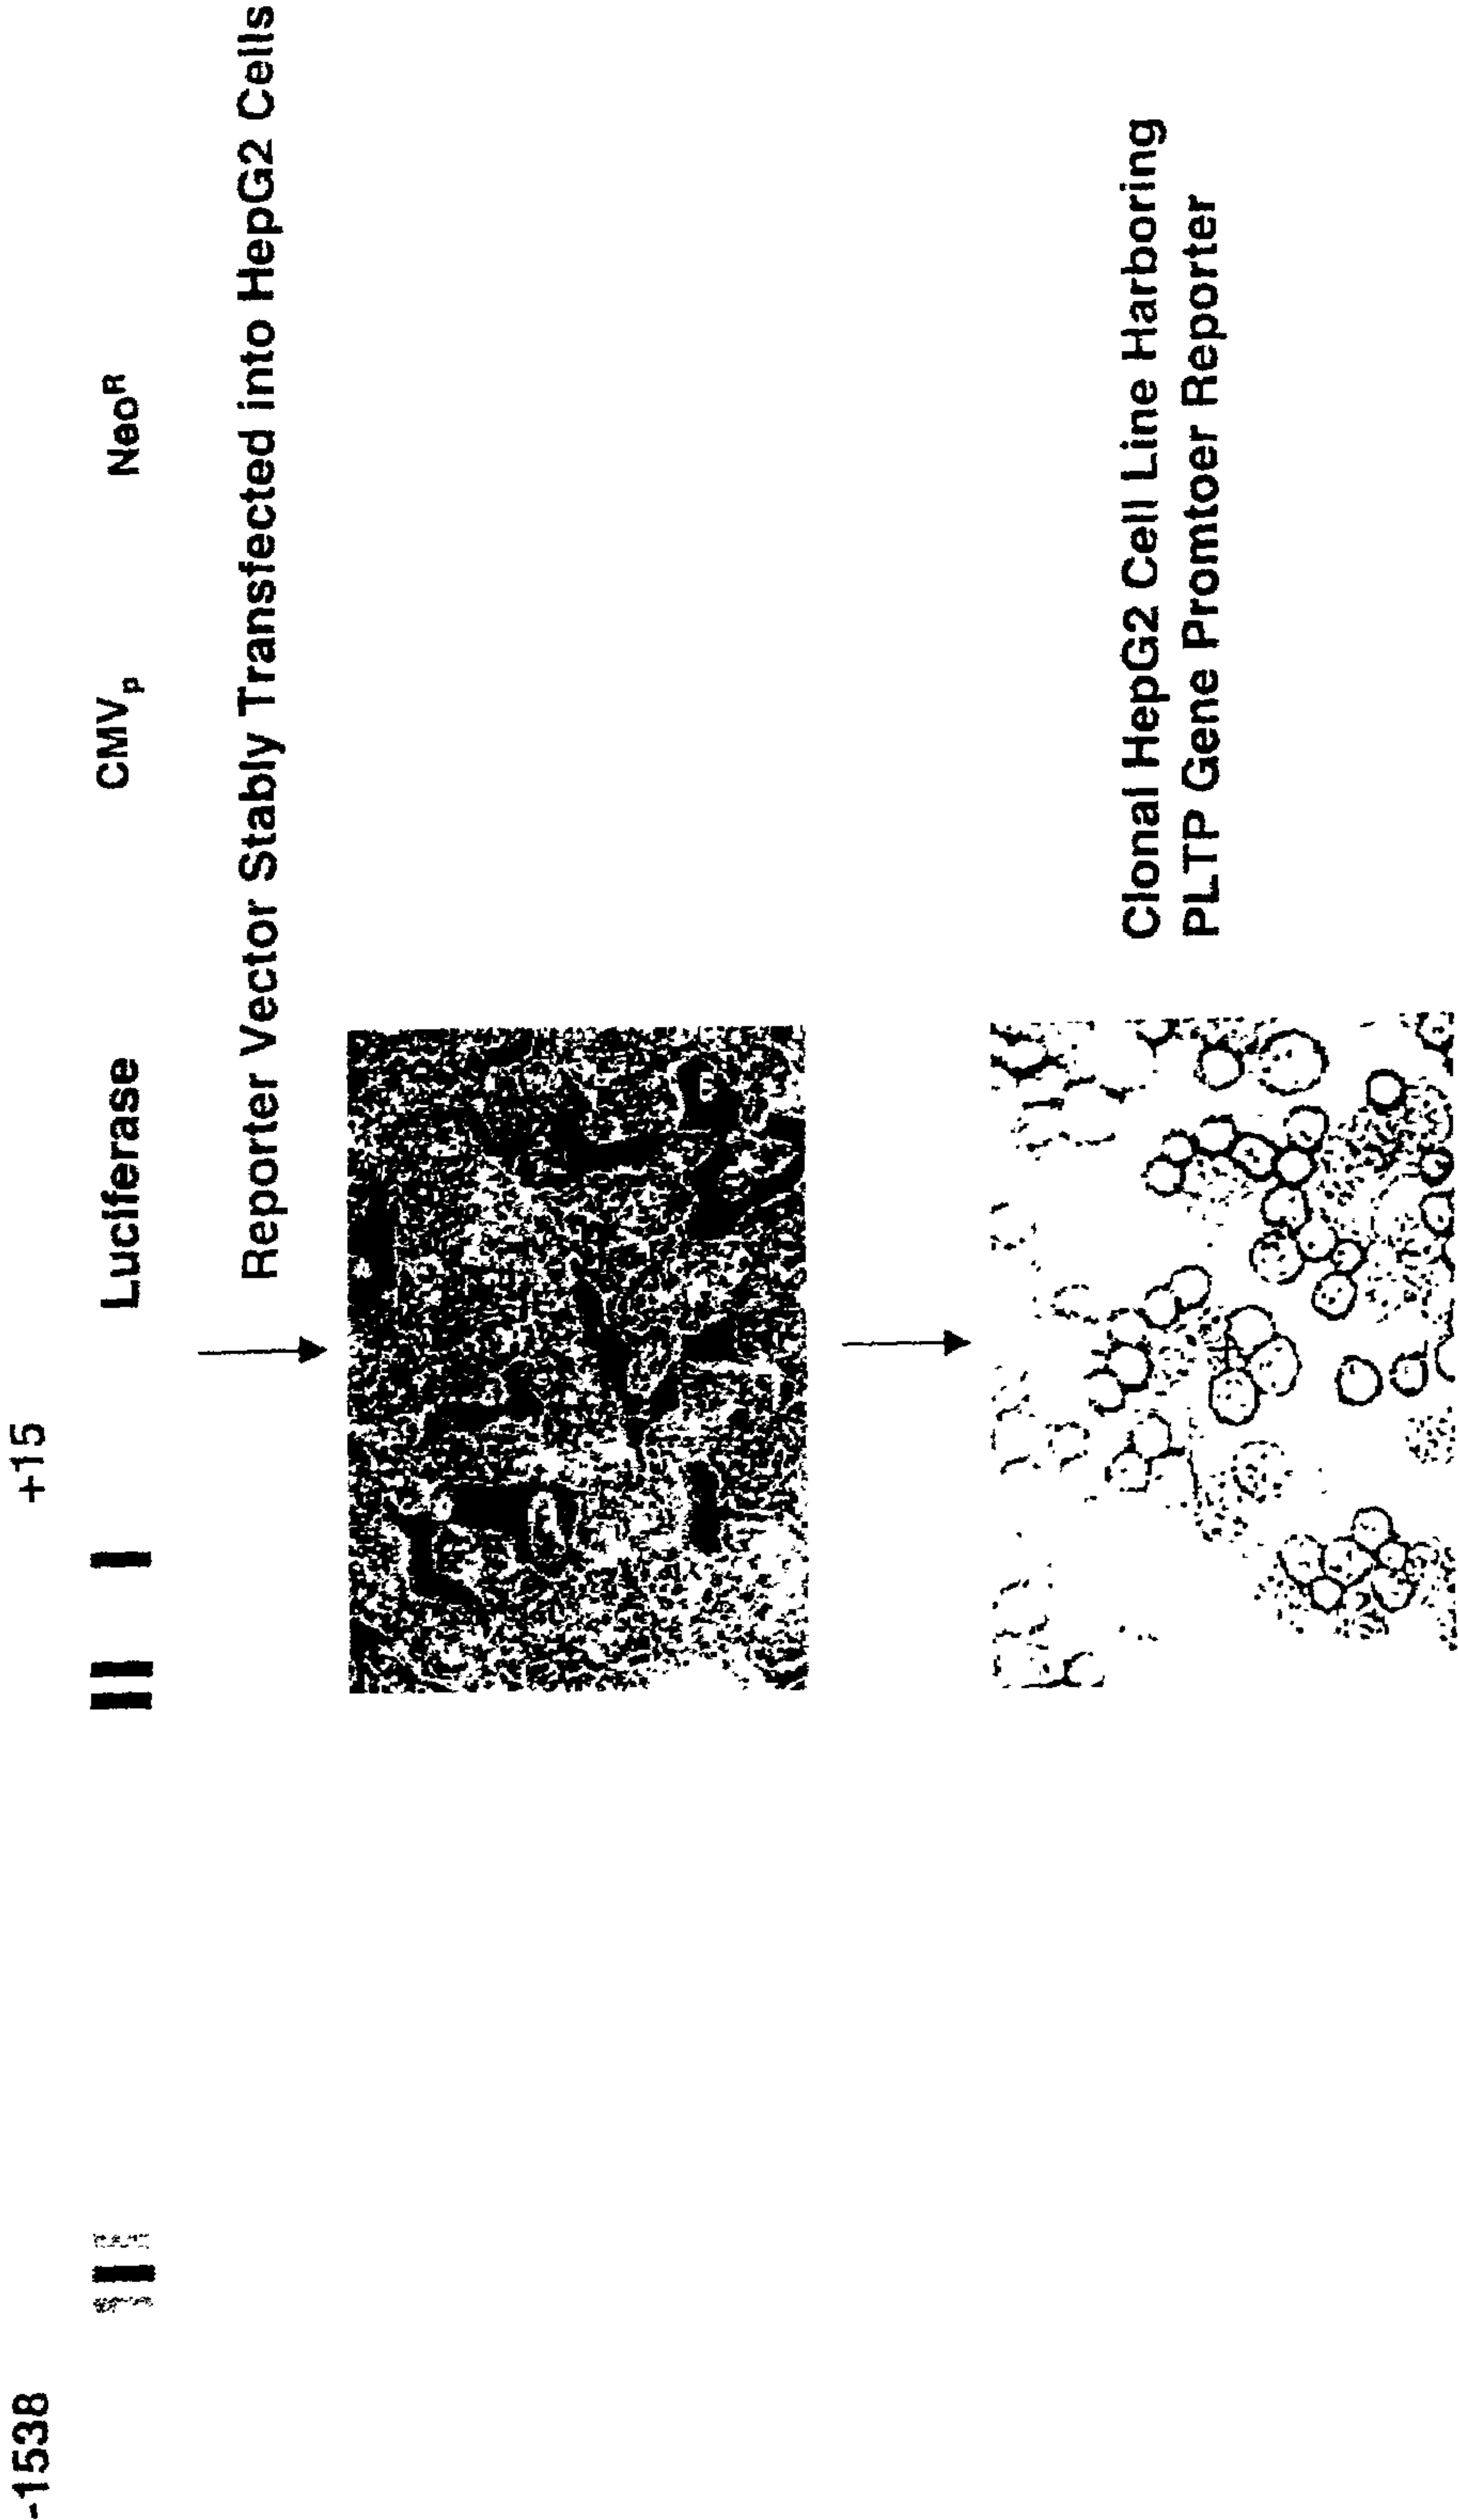 -1538
+15
Luciferase
CMVp
NeoR
Reporter Vector Stably Transfected into HepG2 Cells
Clonal HepG2 Cell Line Harboring
PLTP Gene Promtoer Reporter